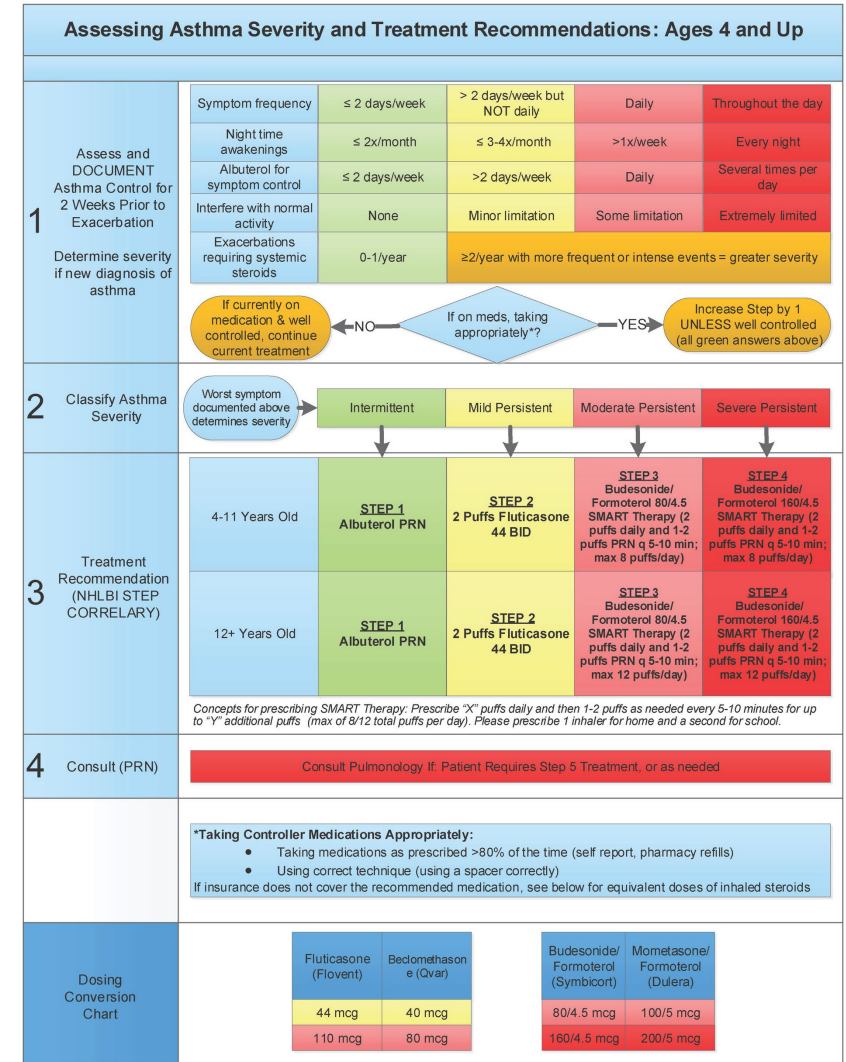 Assessing Asthma Severity and Treatment Recommendations: Ages 4 and Up
1
Assess and
DOCUMENT
Asthma Control for
2 Weeks Prior to
Exacerbation
Determine severity
if new diagnosis of
asthma
Symptom frequency
≤ 2 days/week
> 2 days/week but
NOT daily
Daily
Throughout the day
Night time
awakenings
≤ 2x/month
≤ 3-4x/month
>1x/week
Every night
Albuterol for
symptom control
≤ 2 days/week
>2 days/week
Daily
Several times per
day
Interfere with normal
activity
None
Minor limitation
Some limitation
Extremely limited
Exacerbations
requiring systemic
steroids
0-1/year
≥2/year with more frequent or intense events = greater severity
If currently on
medication & well
controlled, continue
current treatment
NO
If on meds, taking
appropriately*?
YES
Increase Step by 1
UNLESS well controlled
(all green answers above)
2
Classify Asthma
Severity
Worst symptom
documented above
determines severity
Intermittent
Mild Persistent
Moderate Persistent
Severe Persistent
3
Treatment
Recommendation
(NHLBI STEP
CORRELARY)
4-11 Years Old
STEP 1
Albuterol PRN
STEP 2
2 Puffs Fluticasone
44 BID
STEP 3
Budesonide/
Formoterol 80/4.5
SMART Therapy (2
puffs daily and 1-2
puffs PRN q 5-10 min;
max 8 puffs/day)
STEP 4
Budesonide/
Formoterol 160/4.5
SMART Therapy (2
puffs daily and 1-2
puffs PRN q 5-10 min;
max 8 puffs/day)
12+ Years Old
STEP 1
Albuterol PRN
STEP 2
2 Puffs Fluticasone
44 BID
STEP 3
Budesonide/
Formoterol 80/4.5
SMART Therapy (2
puffs daily and 1-2
puffs PRN q 5-10 min;
max 12 puffs/day)
STEP 4
Budesonide/
Formoterol 160/4.5
SMART Therapy (2
puffs daily and 1-2
puffs PRN q 5-10 min;
max 12 puffs/day)
Concepts for prescribing SMART Therapy: Prescribe “X” puffs daily and then 1-2 puffs as needed every 5-10 minutes for up
to “Y” additional puffs (max of 8/12 total puffs per day). Please prescribe 1 inhaler for home and a second for school.
4
Consult (PRN)
Consult Pulmonology If: Patient Requires Step 5 Treatment, or as needed
*Taking Controller Medications Appropriately:
● Taking medications as prescribed >80% of the time (self report, pharmacy refills)
● Using correct technique (using a spacer correctly)
If insurance does not cover the recommended medication, see below for equivalent doses of inhaled steroids
Dosing
Conversion
Chart
Fluticasone
(Flovent)
Beclomethason
e (Qvar)
44 mcg
40 mcg
110 mcg
80 mcg
Budesonide/
Formoterol
(Symbicort)
Mometasone/
Formoterol
(Dulera)
80/4.5 mcg
100/5 mcg
160/4.5 mcg
200/5 mcg